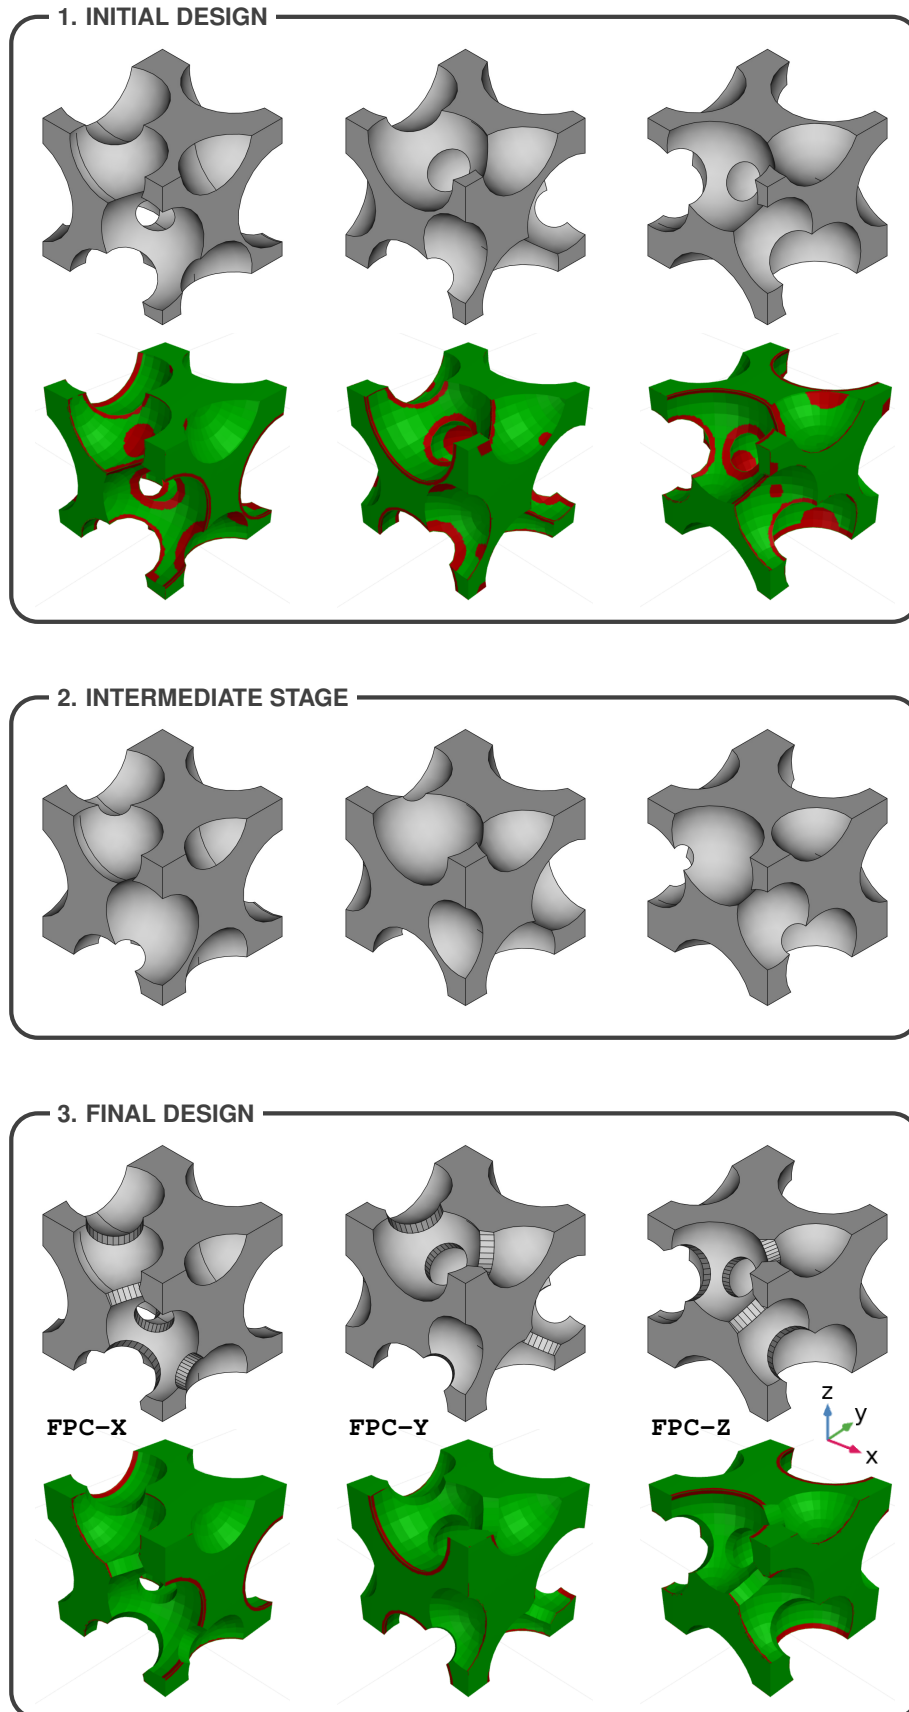 1. INITIAL DESIGN
2. INTERMEDIATE STAGE
3. FINAL DESIGN
FPC–X
FPC–Y
FPC–Z
z
y
x